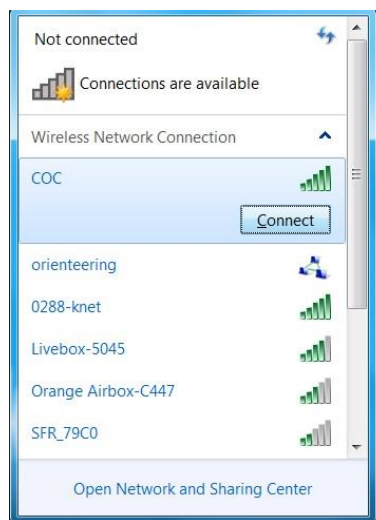 Not connected
Connections are available
Wireless Network Connection
COC
Connect
orienteering
0288-knet
Livebox-5045
Orange Airbox-C447
SFR_79C0
Open Network and Sharing Center